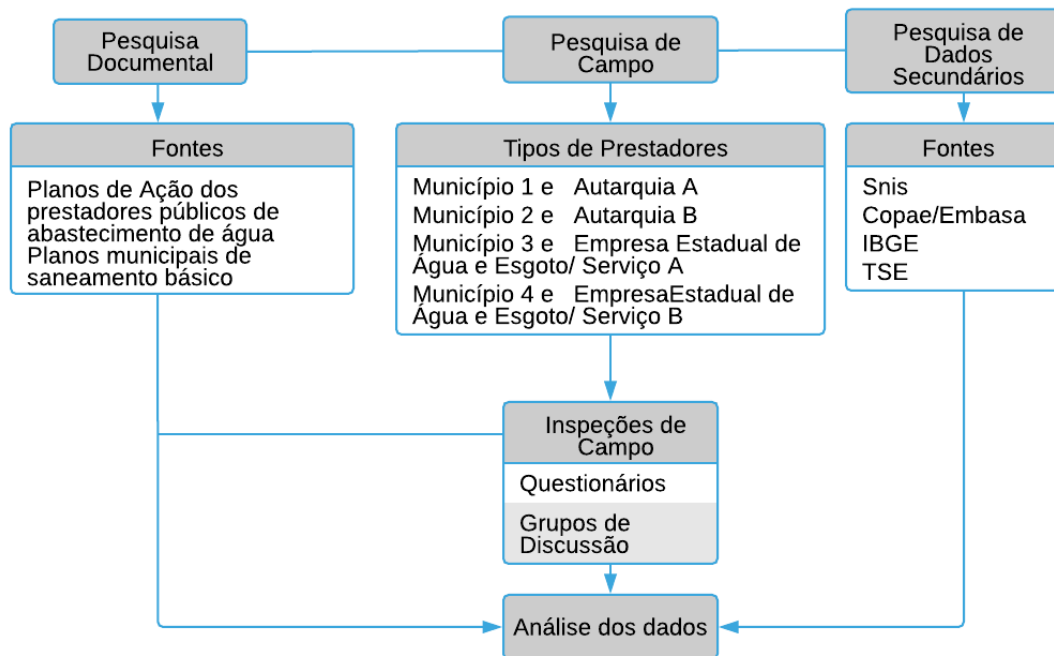 Pesquisa
Documental
Pesquisa de
Campo
Pesquisa de
Dados
Secundários
Fontes
Planos de Ação dos
prestadores públicos de
abastecimento de água
Planos municipais de
saneamento básico
Tipos de Prestadores
Município 1 e Autarquia A
Município 2 e Autarquia B
Município 3 e Empresa Estadual de
Água e Esgoto/ Serviço A
Município 4 e EmpresaEstadual de
Água e Esgoto/ Serviço B
Fontes
Snis
Copae/Embasa
IBGE
TSE
Inspeções de
Campo
Questionários
Grupos de
Discussão
Análise dos dados